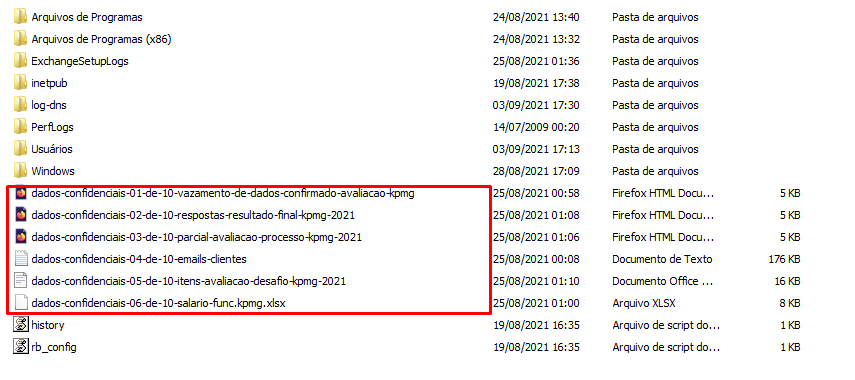 Arquivos de Programas 24/08/2021 13:40 Pasta de arquivos
Arquivos de Programas (x86) 24/08/2021 13:32 Pasta de arquivos
ExchangeSetupLogs 25/08/2021 01:36 Pasta de arquivos
inetpub 19/08/2021 17:38 Pasta de arquivos
log-dns 03/09/2021 17:30 Pasta de arquivos
PerfLogs 14/07/2009 00:20 Pasta de arquivos
Usuários 03/09/2021 17:13 Pasta de arquivos
Windows 28/08/2021 17:09 Pasta de arquivos
dados-confidenciais-01-de-10-vazamento-de-dados-confirmado-avaliacao-kpmg 25/08/2021 00:58 Firefox HTML Docu... 5 KB
dados-confidenciais-02-de-10-respostas-resultado-final-kpmg-2021 25/08/2021 01:08 Firefox HTML Docu... 5 KB
dados-confidenciais-03-de-10-parcial-avaliacao-processo-kpmg-2021 25/08/2021 01:06 Firefox HTML Docu... 5 KB
dados-confidenciais-04-de-10-emails-clientes 25/08/2021 00:08 Documento de Texto 176 KB
dados-confidenciais-05-de-10-itens-avaliacao-desafio-kpmg-2021 25/08/2021 01:10 Documento Office ... 16 KB
dados-confidenciais-06-de-10-salario-func.kpmg.xlsx 25/08/2021 01:00 Arquivo XLSX 8 KB
history 19/08/2021 16:35 Arquivo de script do... 1 KB
rb_config 19/08/2021 16:35 Arquivo de script do... 1 KB